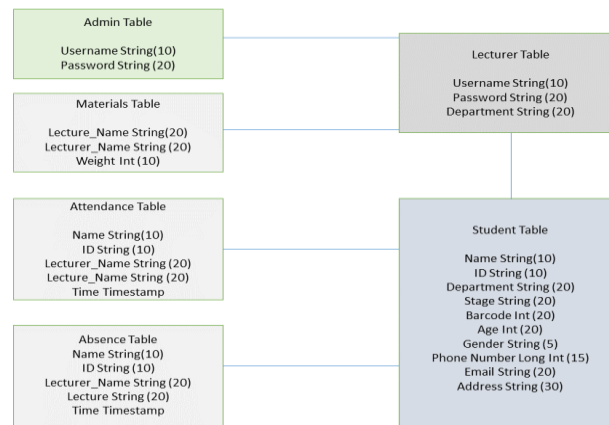 Admin Table
Username String(10)
Password String (20)
Materials Table
Lecture_Name String(20)
Lecturer_Name String (20)
Weight Int (10)
Attendance Table
Name String(10)
ID String (10)
Lecturer_Name String (20)
Lecture_Name String (20)
Time Timestamp
Absence Table
Name String(10)
ID String (10)
Lecturer_Name String (20)
Lecture String (20)
Time Timestamp
Lecturer Table
Username String(10)
Password String (20)
Department String (20)
Student Table
Name String(10)
ID String (10)
Department String (20)
Stage String (20)
Barcode Int (20)
Age Int (20)
Gender String (5)
Phone Number Long Int (15)
Email String (20)
Address String (30)